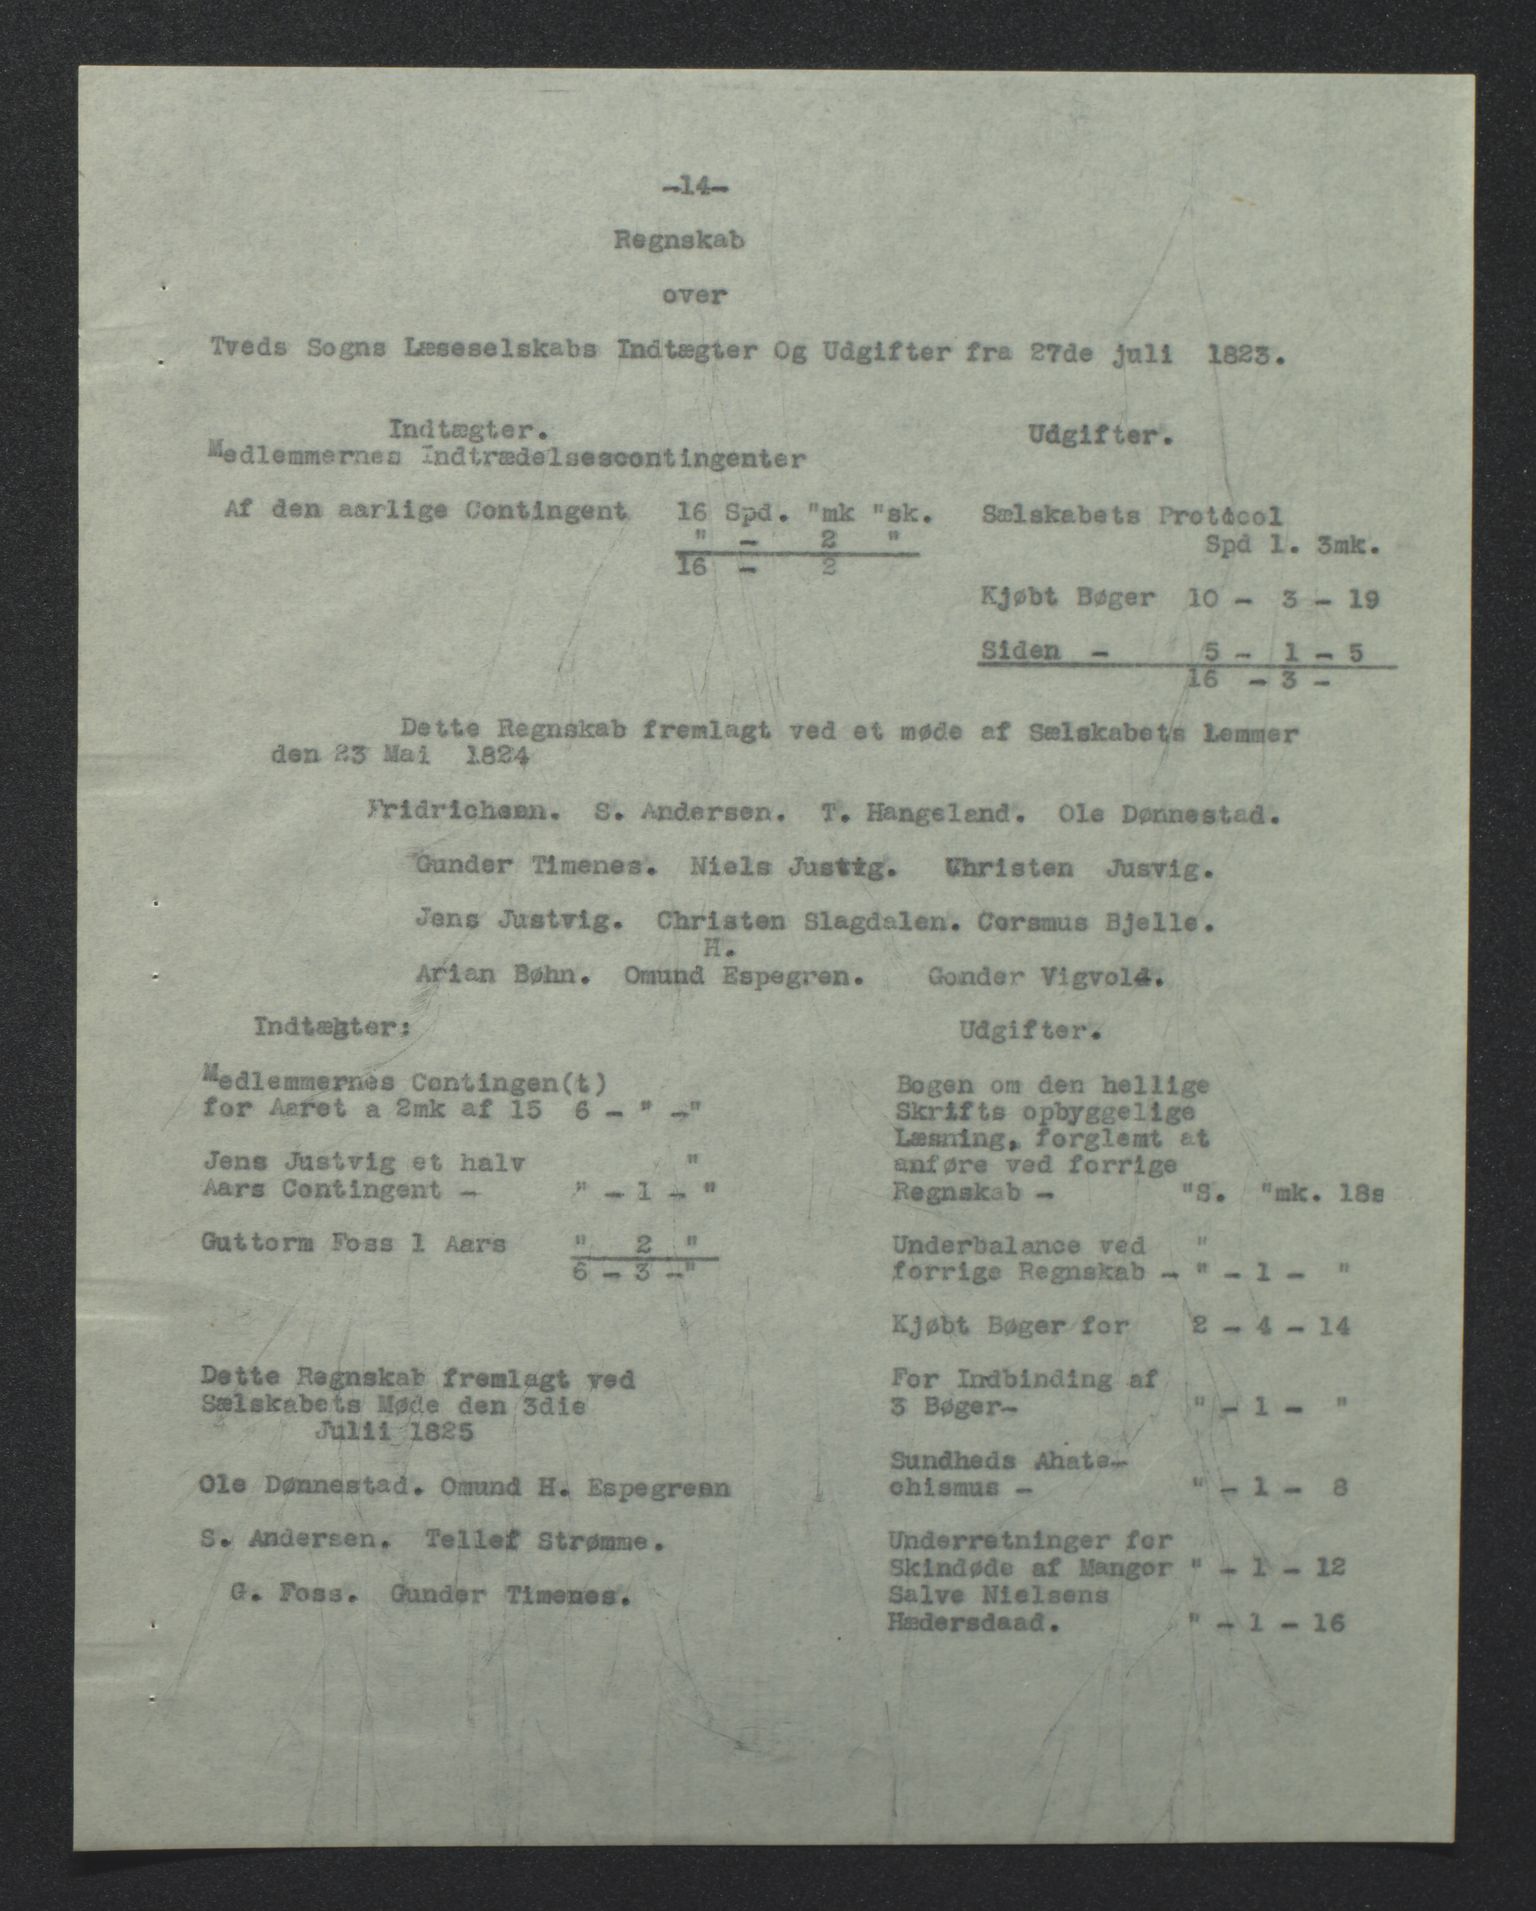 -14-
Regnskab
over
Tveds Sogns Læseselskabs Indtægter Og Udgifter fra 27de juli 1823.
Indtægter.
Medlemmernes Indtrædelsescontingenter
Af den aarlige Contingent 16 Spd. "mk "sk.
" - 2 "
16 - 2
Udgifter.
Sælskabets Protocol
Spd 1. 3mk.
Kjøbt Bøger 10 - 3 - 19
Siden - 5 - 1 - 5
16 - 3 -
Dette Regnskab fremlagt ved et møde af Sælskabets Lemmer
den 23 Mai 1824
Fridrichsen. S. Andersen. T. Hangeland. Ole Dønnestad.
Gunder Timenes. Niels Justvig. Christen Jusvig.
Jens Justvig. Christen Slagdalen. Corsmus Bjelle.
H.
Arian Bøhn. Omund Espegren. Gonder Vigvold.
Indtækter:
Medlemmernes Contingen(t)
for Aaret a 2mk af 15 6 - " -"
Jens Justvig et halv "
Aars Contingent - " - 1 - "
Guttorm Foss 1 Aars " 2 "
6 - 3 -"
Dette Regnskab fremlagt ved
Sælskabets Møde den 3die
Julii 1825
Ole Dønnestad. Omund H. Espegreen
S. Andersen. Tellef Strømme.
G. Foss. Gunder Timenes.
Udgifter.
Bogen om den hellige
Skrifts opbyggelige
Læsning, forglemt at
anføre ved forrige
Regnskab - "S. "mk. 18s
Underbalance ved "
forrige Regnskab - " - 1 - "
Kjøbt Bøger for 2 - 4 - 14
For Indbinding af
3 Bøger- " - 1 - "
Sundheds Ahate-
chismus - " - 1 - 8
Underretninger for
Skindøde af Mangor " - 1 - 12
Salve Nielsens
Hædersdaad. " - 1 - 16